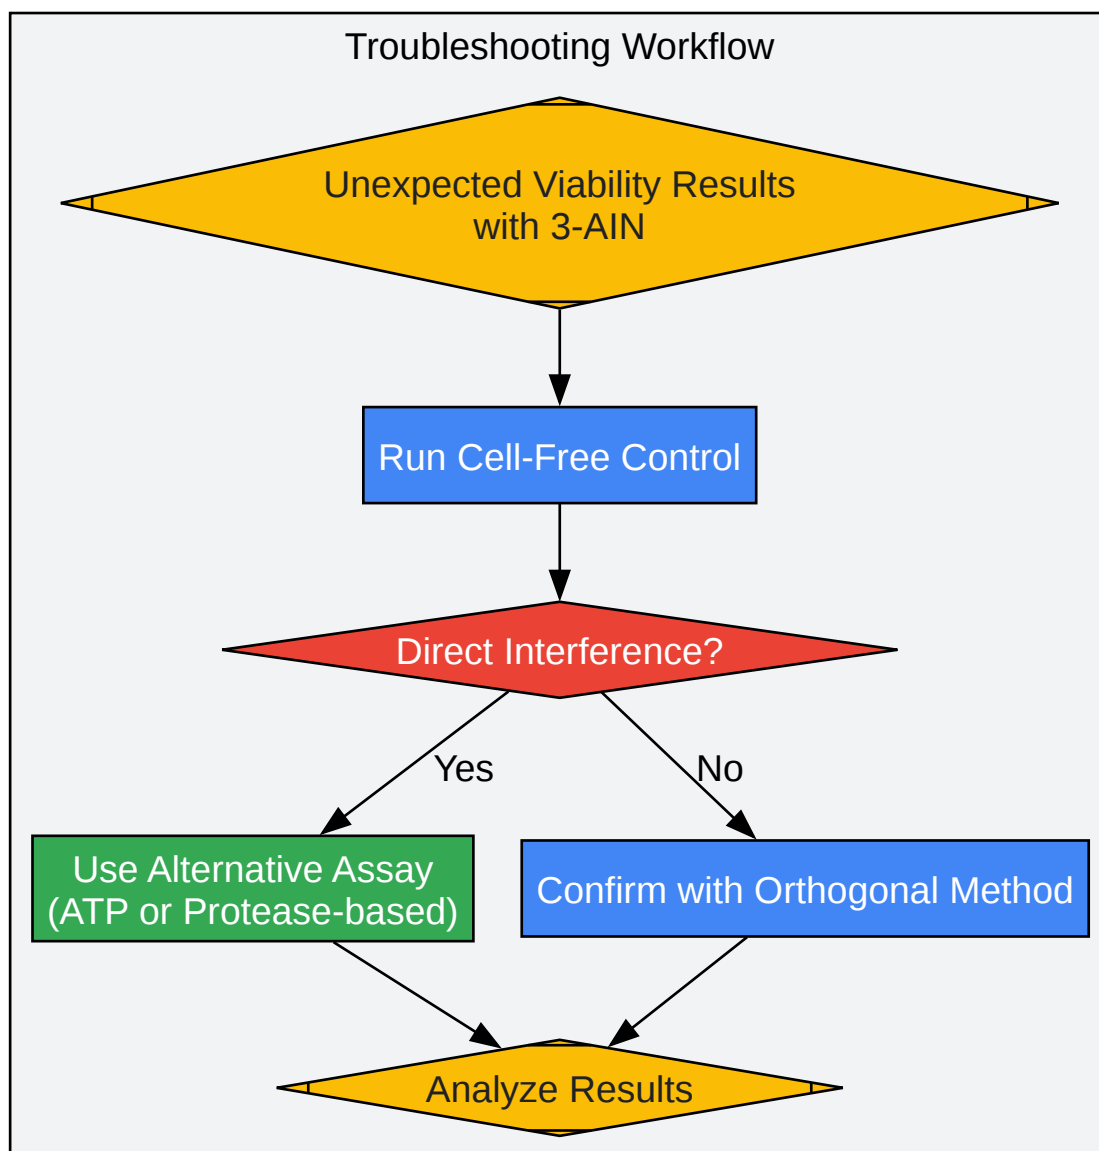 Troubleshooting Workflow
Unexpected Viability Results
with 3-AIN
Run Cell-Free Control
Direct Interference?
Yes
No
Use Alternative Assay
(ATP or Protease-based)
Confirm with Orthogonal Method
Analyze Results